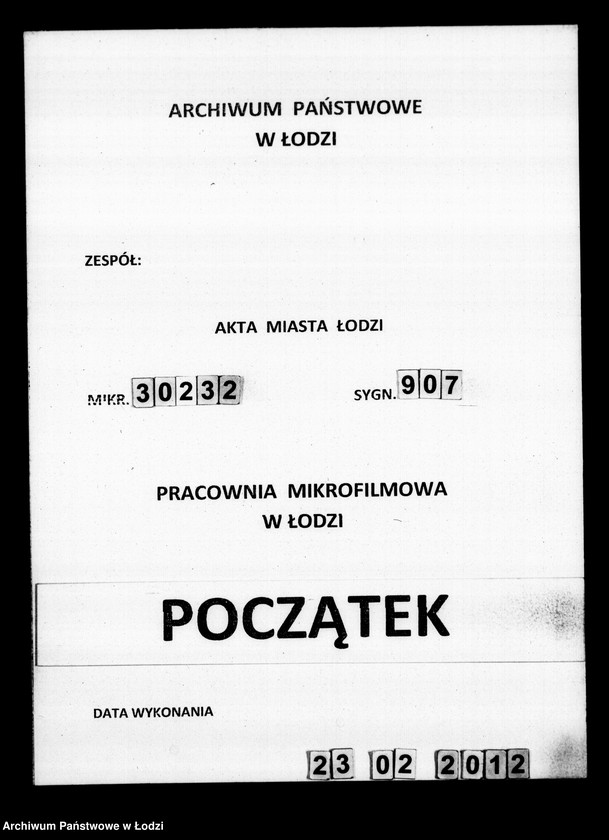 ARCHIWUM PAŃSTWOWE
W ŁODZI
ZESPÓŁ:
AKTA MIASTA ŁODZI
MIKR. 30232 SYGN. 907
PRACOWNIA MIKROFILMOWA
W ŁODZI
POCZĄTEK
DATA WYKONANIA
23 02 2012
Archiwum Państwowe w Łodzi